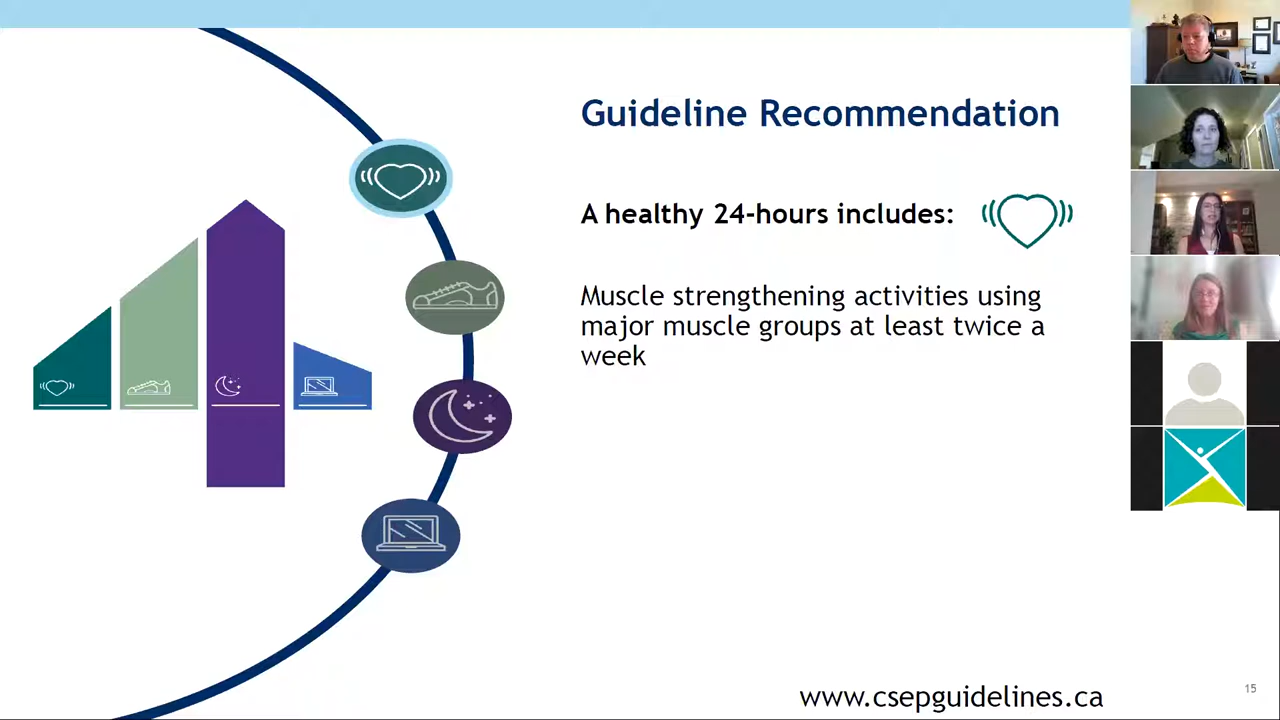 Guideline Recommendation
A healthy 24-hours includes:
Muscle strengthening activities using
major muscle groups at least twice a
week
www.csepguidelines.ca
15